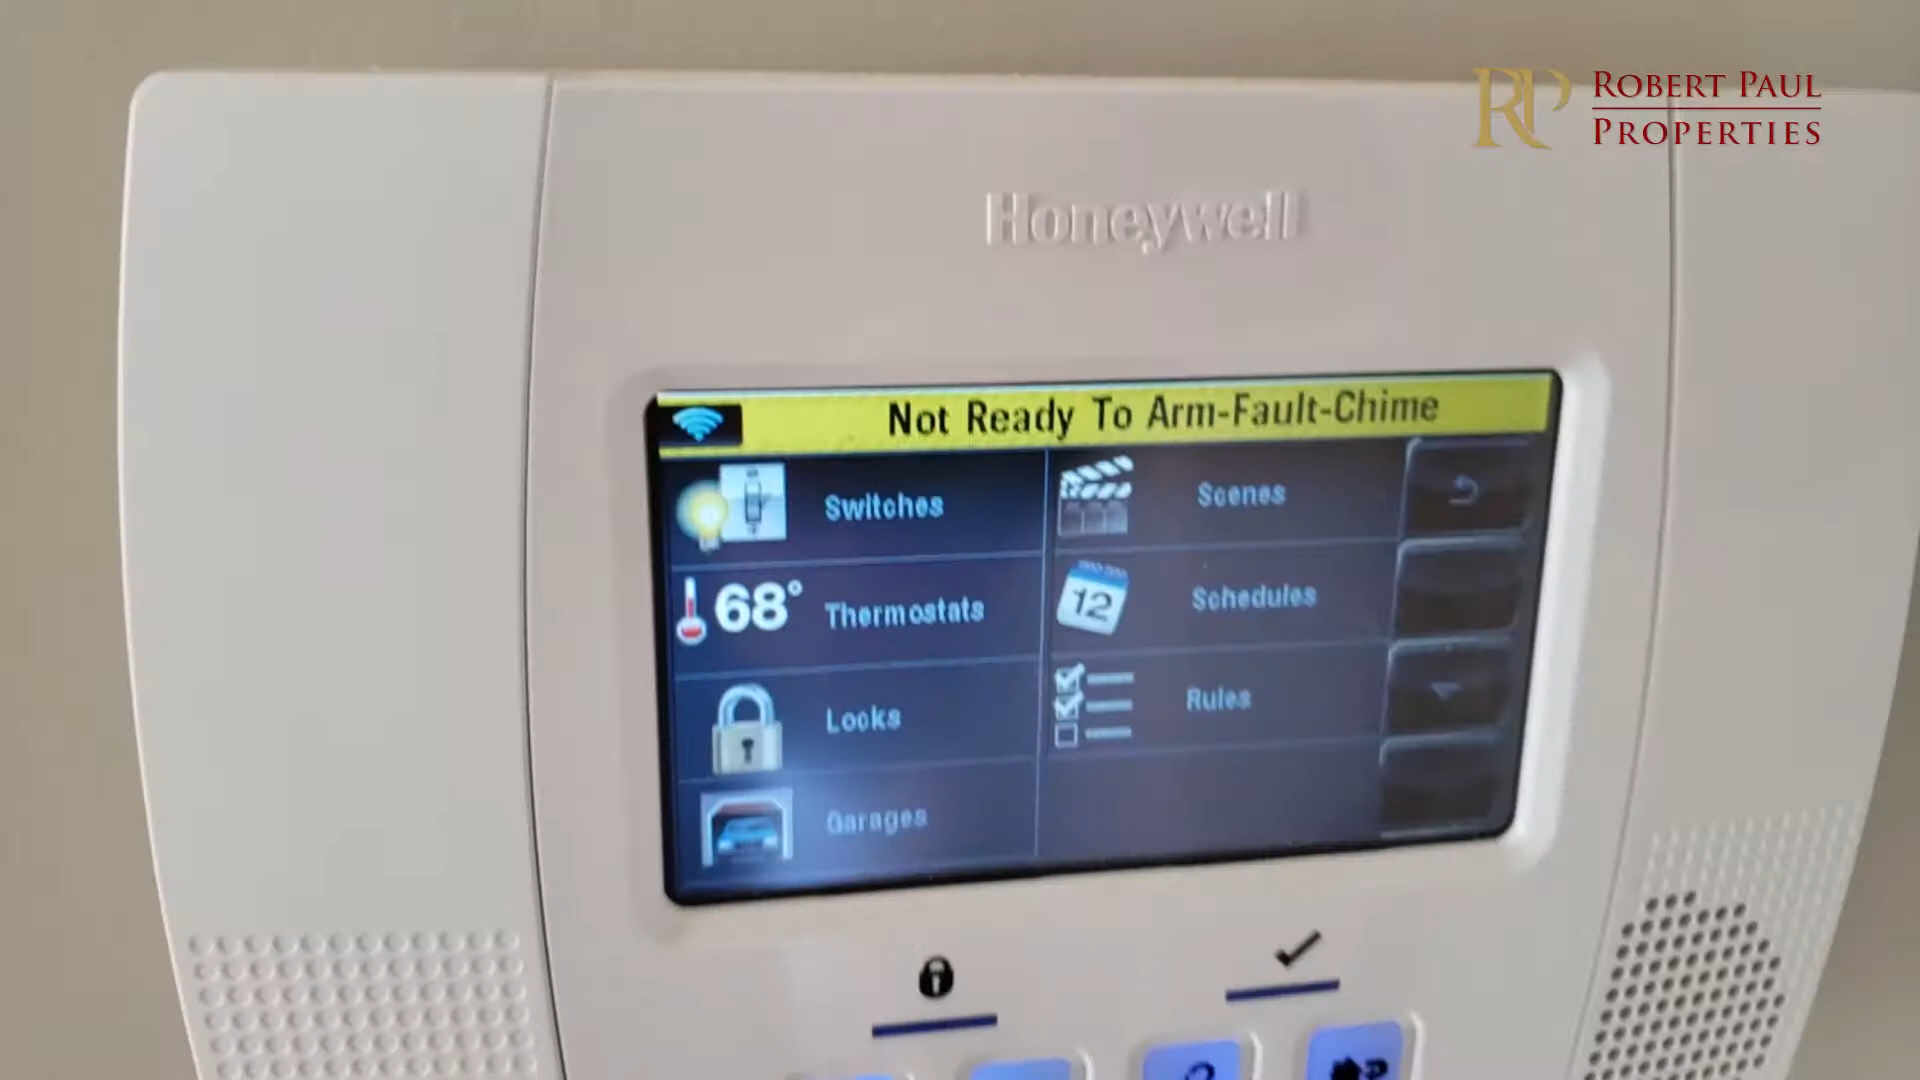 RP ROBERT PAUL
PROPERTIES
Honeywell
Not Ready To Arm-Fault-Chime
Switches
Scenes
68° Thermostats
12 Schedules
Locks
Rules
Garages